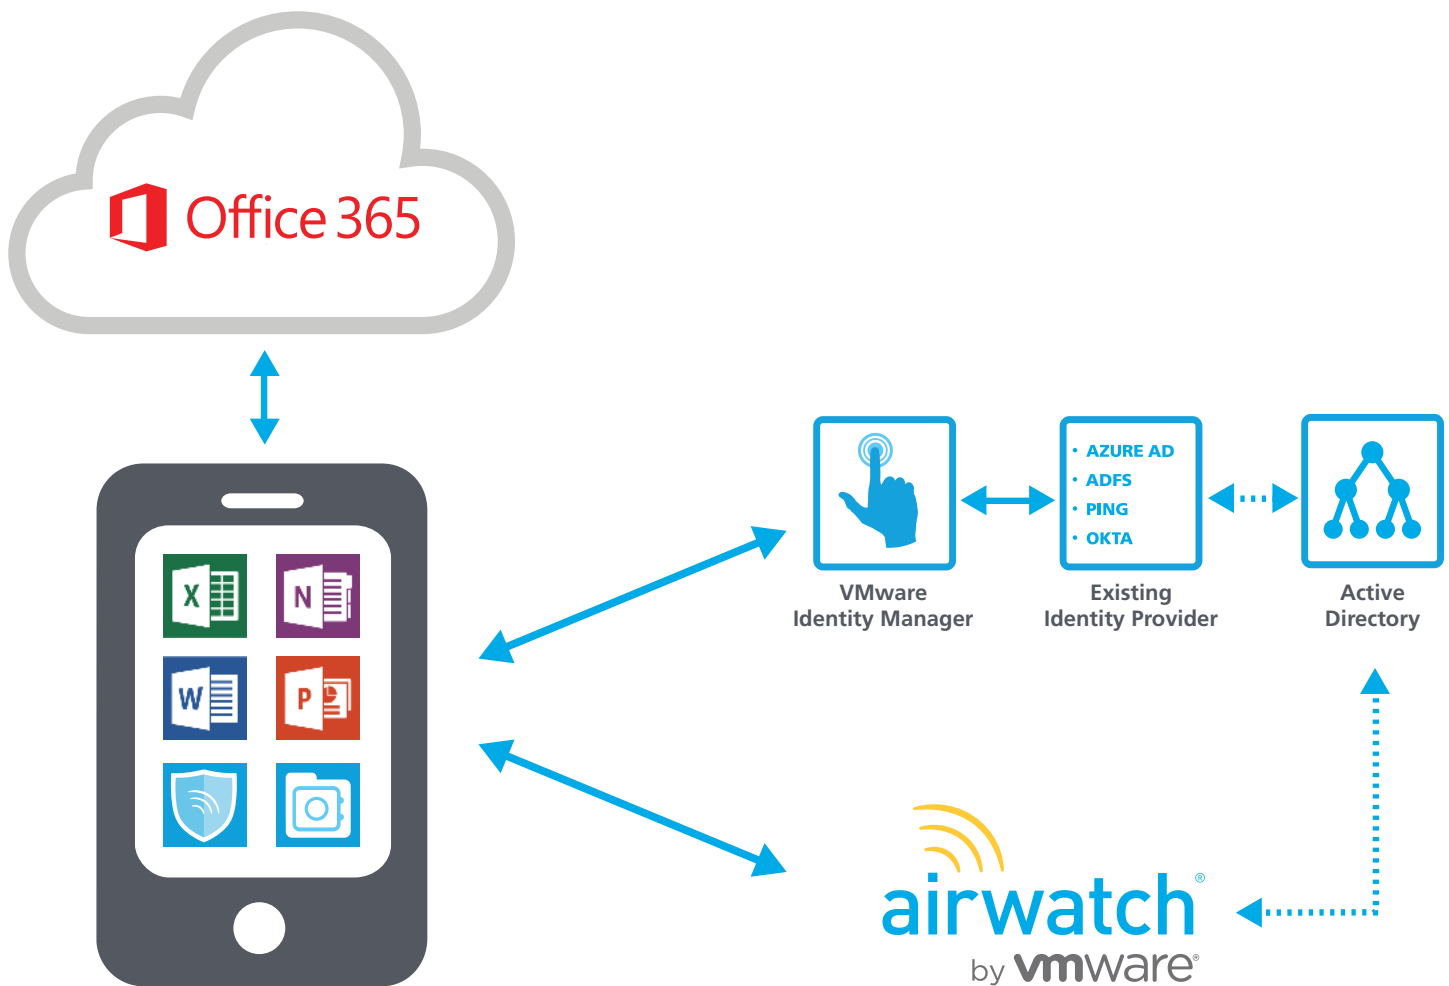 Office 365
X
N
W
P
• AZURE AD
• ADFS
• PING
• OKTA
VMware
Identity Manager
Existing
Identity Provider
Active
Directory
airwatch®
by vmware®